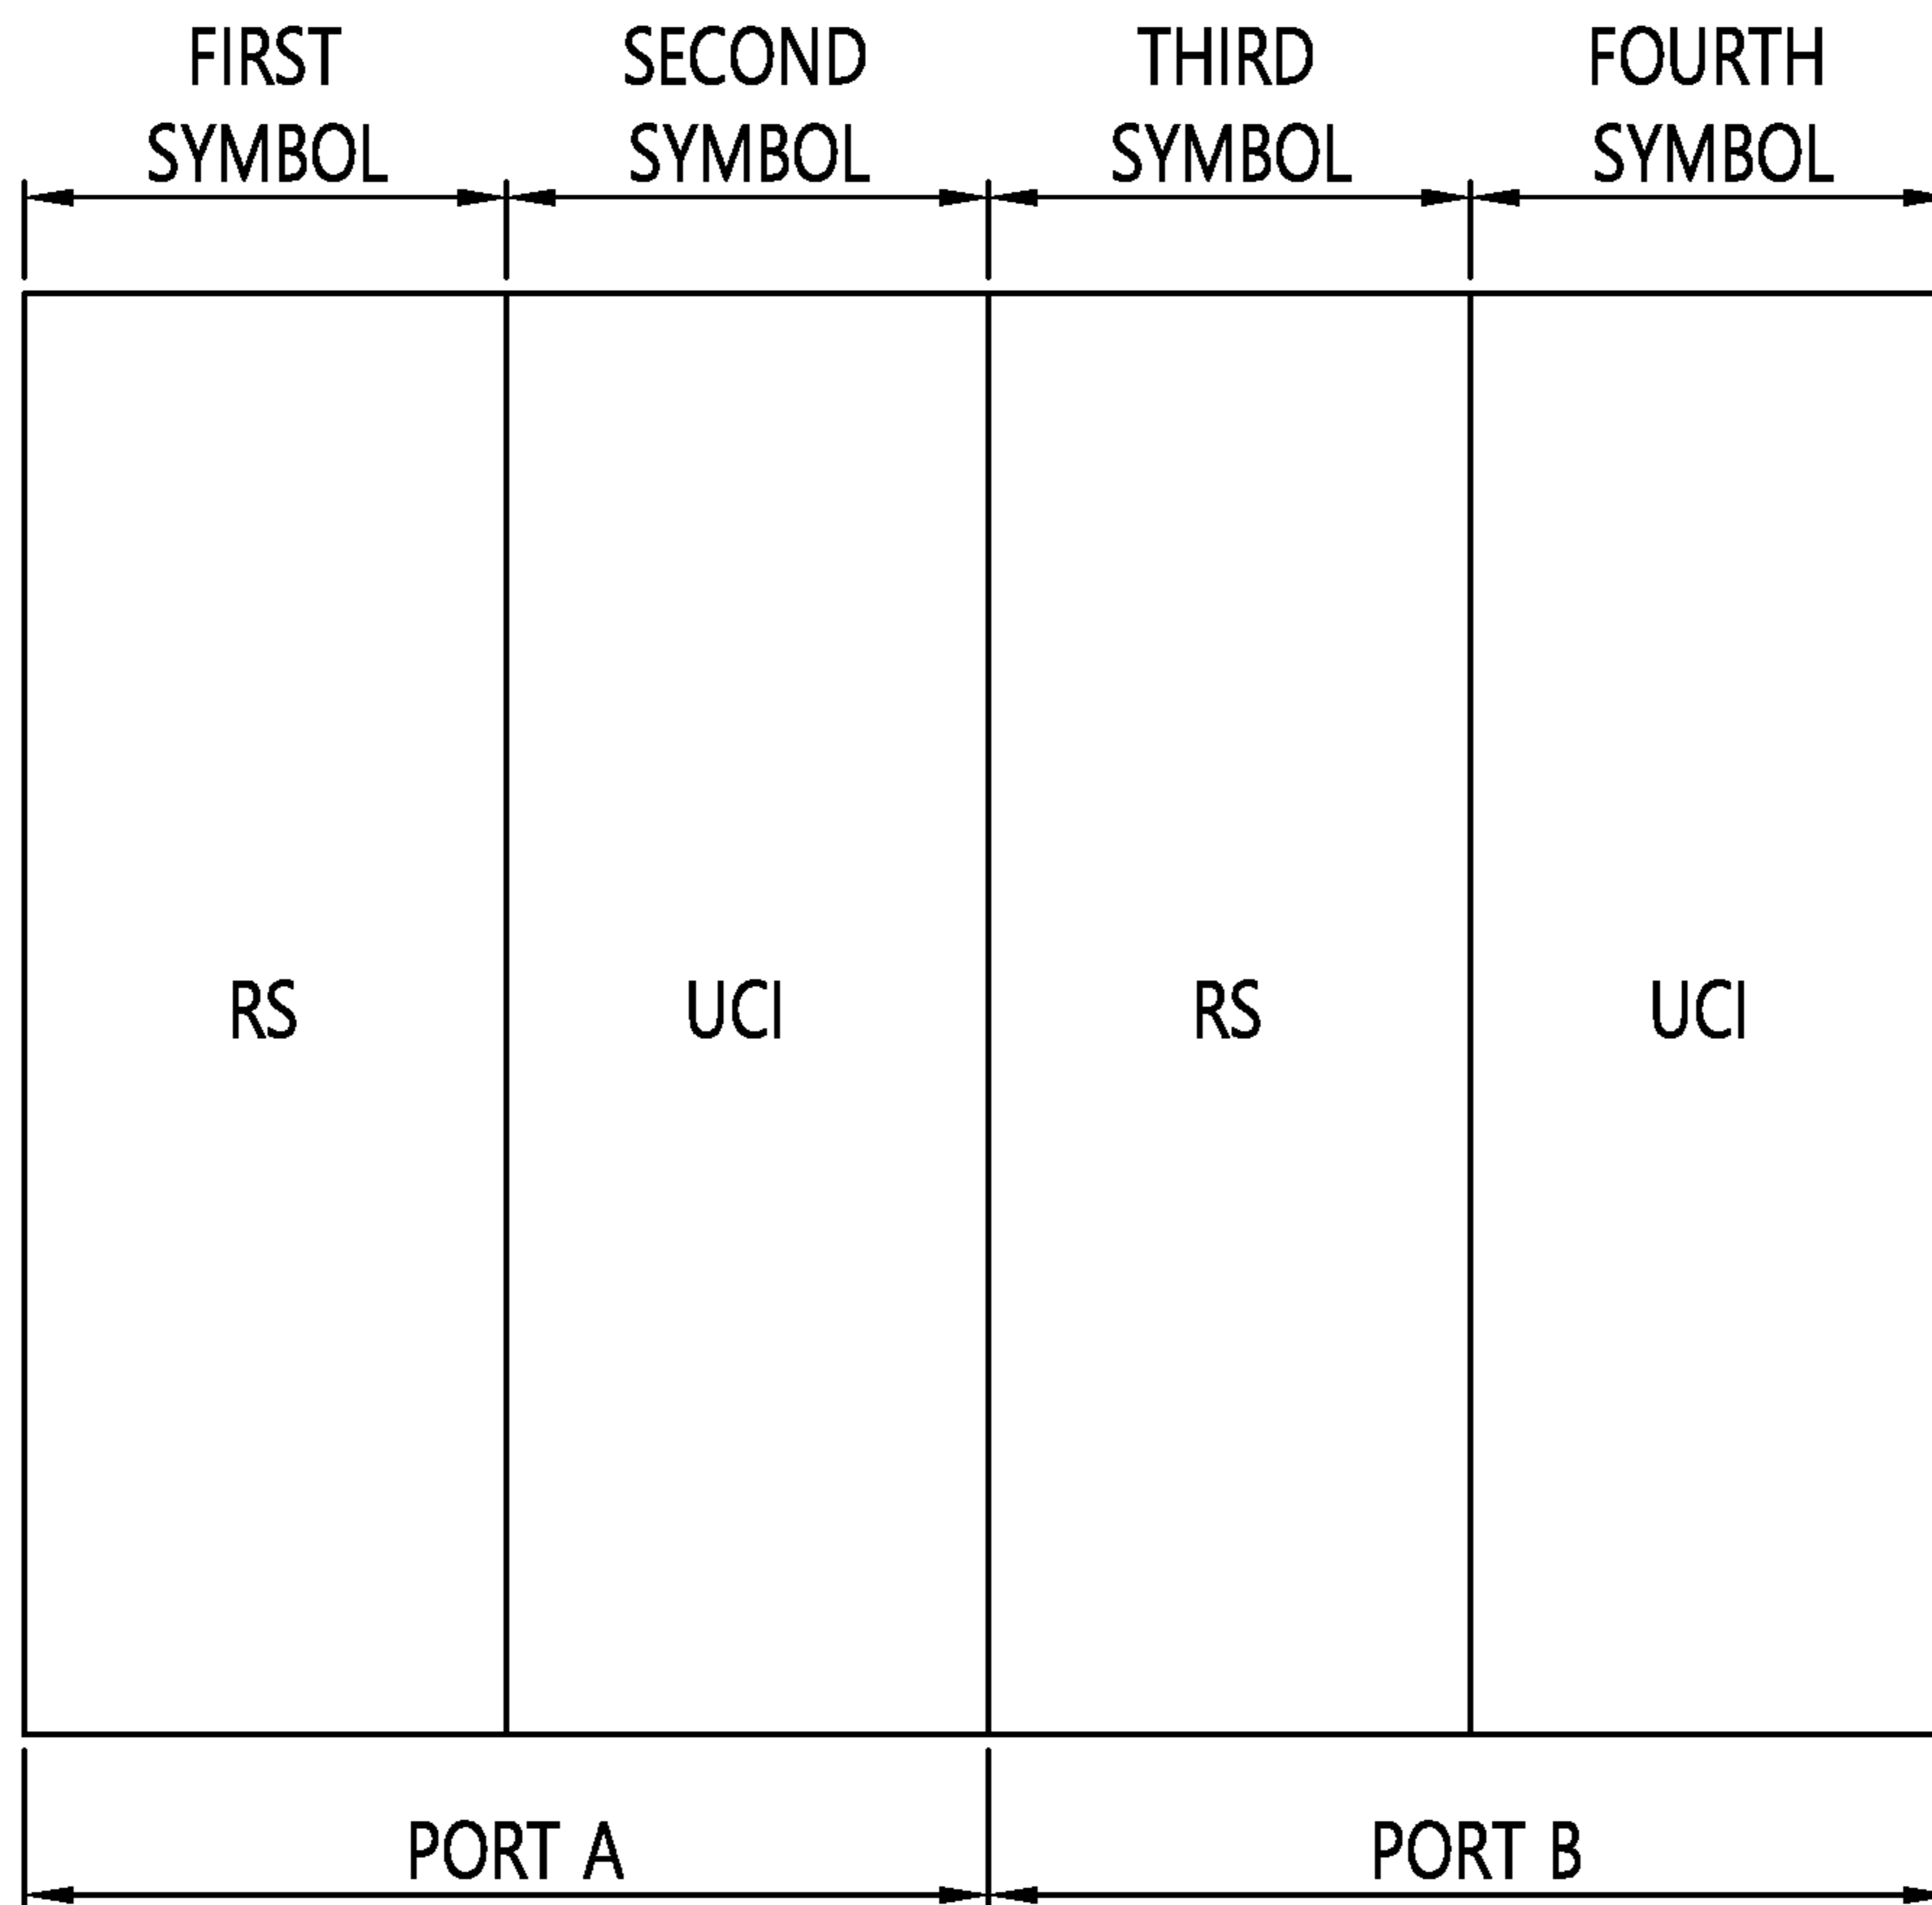 FIRST SECOND THIRD FOURTH
SYMBOL SYMBOL SYMBOL SYMBOL
RS UCI RS UCI
PORT A PORT B